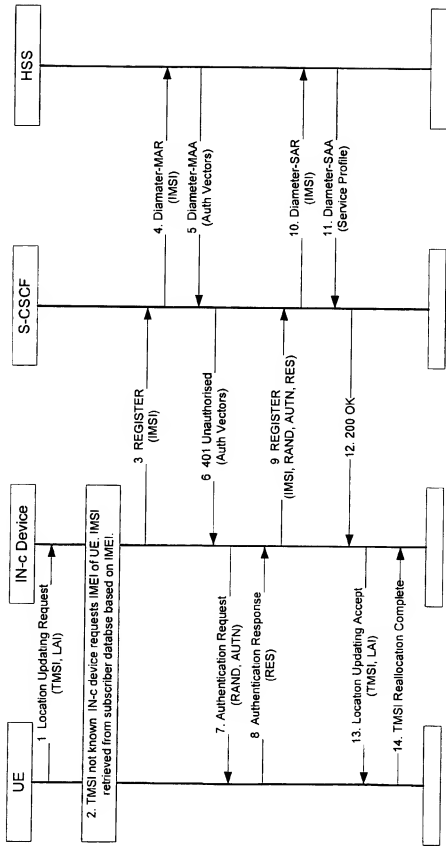 UE
IN-c Device
S-CSCF
HSS
1 Location Updating Request
(TMSI, LAI)
2. TMSI not known IN-c device requests IMEI of UE. IMSI
retrieved from subscriber databse based on IMEI.
3 REGISTER
(IMSI)
4. Diamater-MAR
(IMSI)
5 Diameter-MAA
(Auth Vectors)
6 401 Unauthorised
(Auth Vectors)
7. Authentication Request
(RAND, AUTN)
8 Authentication Response
(RES)
9 REGISTER
(IMSI, RAND, AUTN, RES)
10. Diameter-SAR
(IMSI)
11. Diameter-SAA
(Service Profile)
12. 200 OK
13. Location Updating Accept
(TMSI, LAI)
14. TMSI Reallocation Complete